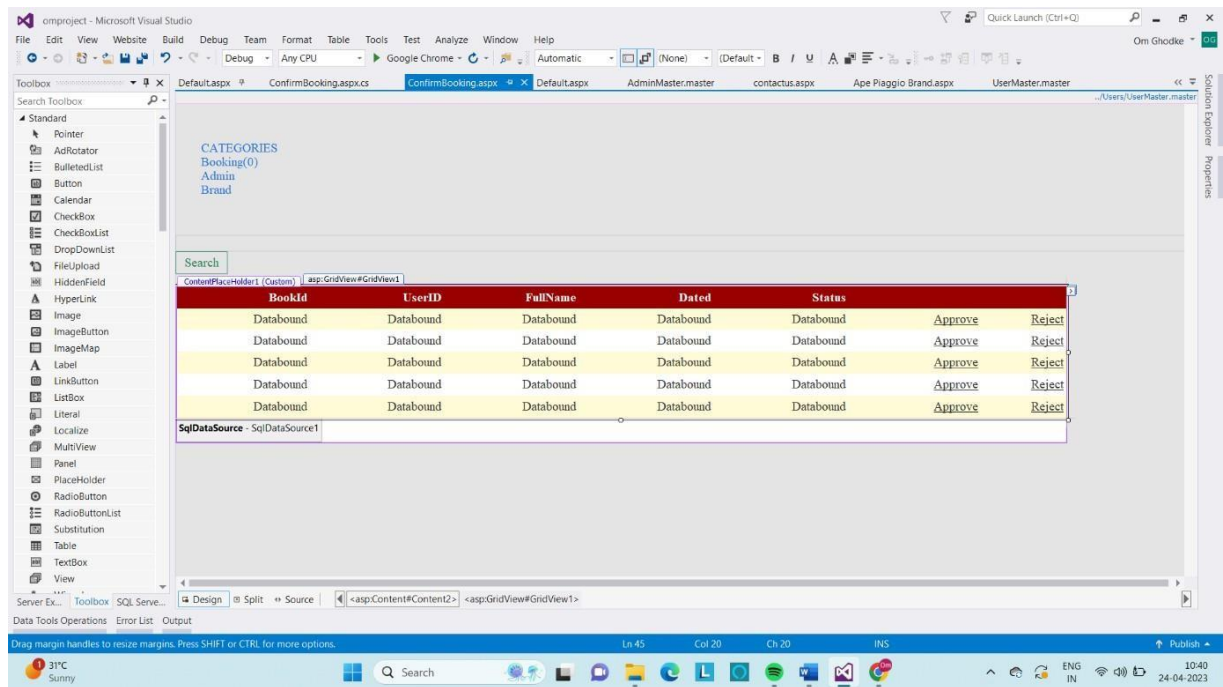 omproject - Microsoft Visual Studio
Quick Launch (Ctrl+Q)
File Edit View Website Build Debug Team Format Table Tools Test Analyze Window Help
Om Ghodke OG
Debug Any CPU Google Chrome Automatic (None) (Default B I U A
Toolbox
Default.aspx ConfirmBooking.aspx.cs ConfirmBooking.aspx Default.aspx AdminMaster.master contactus.aspx Ape Piaggio Brand.aspx UserMaster.master
Search Toolbox
../Users/UserMaster.master
Solution Explorer
Properties
Standard
Pointer
AdRotator
BulletedList
Button
Calendar
CheckBox
CheckBoxList
DropDownList
FileUpload
HiddenField
HyperLink
Image
ImageButton
ImageMap
Label
LinkButton
ListBox
Literal
Localize
MultiView
Panel
PlaceHolder
RadioButton
RadioButtonList
Substitution
Table
TextBox
View
CATEGORIES
Booking(0)
Admin
Brand
Search
ContentPlaceHolder1 (Custom) asp:GridView#GridView1
BookId UserID FullName Dated Status
Databound Databound Databound Databound Databound Approve Reject
Databound Databound Databound Databound Databound Approve Reject
Databound Databound Databound Databound Databound Approve Reject
Databound Databound Databound Databound Databound Approve Reject
Databound Databound Databound Databound Databound Approve Reject
SqlDataSource - SqlDataSource1
Server Ex... Toolbox SQL Serve...
Design Split Source <asp:Content#Content2> <asp:GridView#GridView1>
Data Tools Operations Error List Output
Drag margin handles to resize margins. Press SHIFT or CTRL for more options. Ln 45 Col 20 Ch 20 INS Publish
1 31°C
Sunny
Search
ENG
IN
10:40
24-04-2023